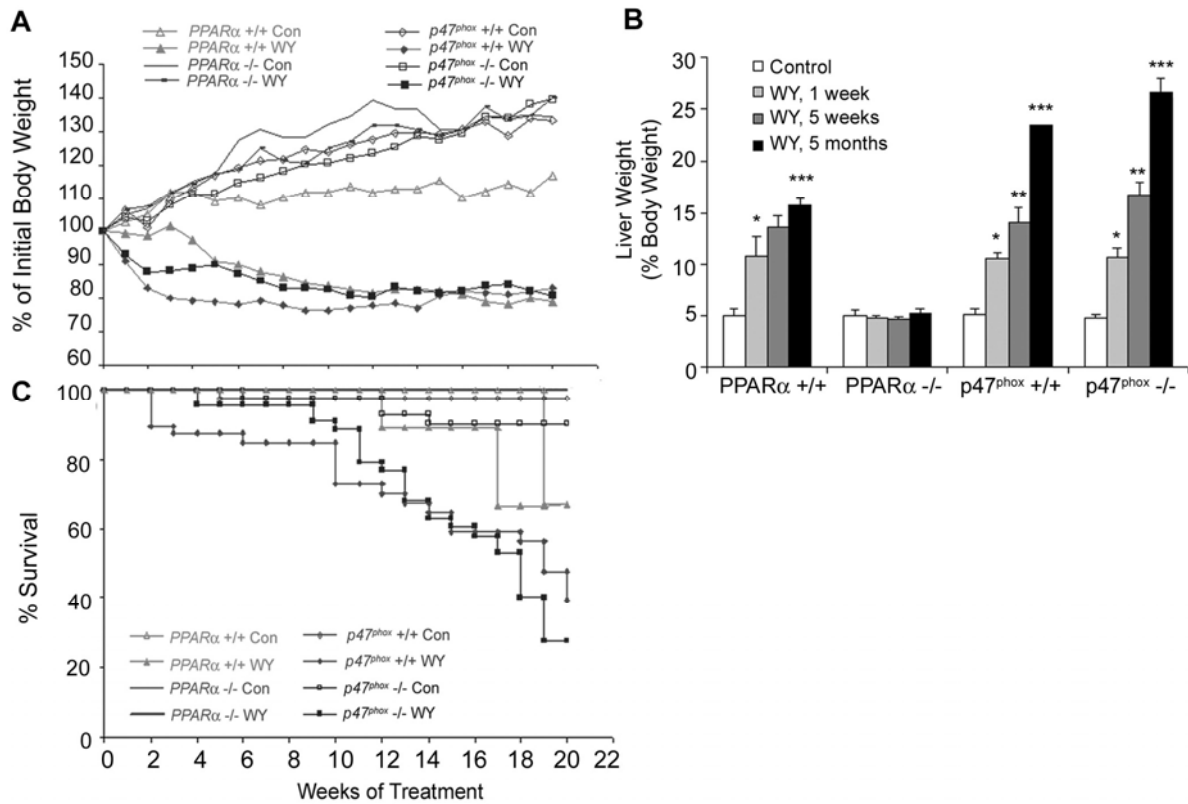 A
PPARα +/+ Con
PPARα +/+ WY
PPARα -/- Con
PPARα -/- WY
p47phox +/+ Con
p47phox +/+ WY
p47phox -/- Con
p47phox -/- WY
% of Initial Body Weight
150
140
130
120
110
100
90
80
70
60
B
Control
WY, 1 week
WY, 5 weeks
WY, 5 months
Liver Weight
(% Body Weight)
30
25
20
15
10
5
0
* ***
* ** ***
* ** ***
PPARα +/+ PPARα -/- p47phox +/+ p47phox -/-
C
% Survival
100
80
60
40
20
0
PPARα +/+ Con
PPARα +/+ WY
PPARα -/- Con
PPARα -/- WY
p47phox +/+ Con
p47phox +/+ WY
p47phox -/- Con
p47phox -/- WY
0 2 4 6 8 10 12 14 16 18 20 22
Weeks of Treatment